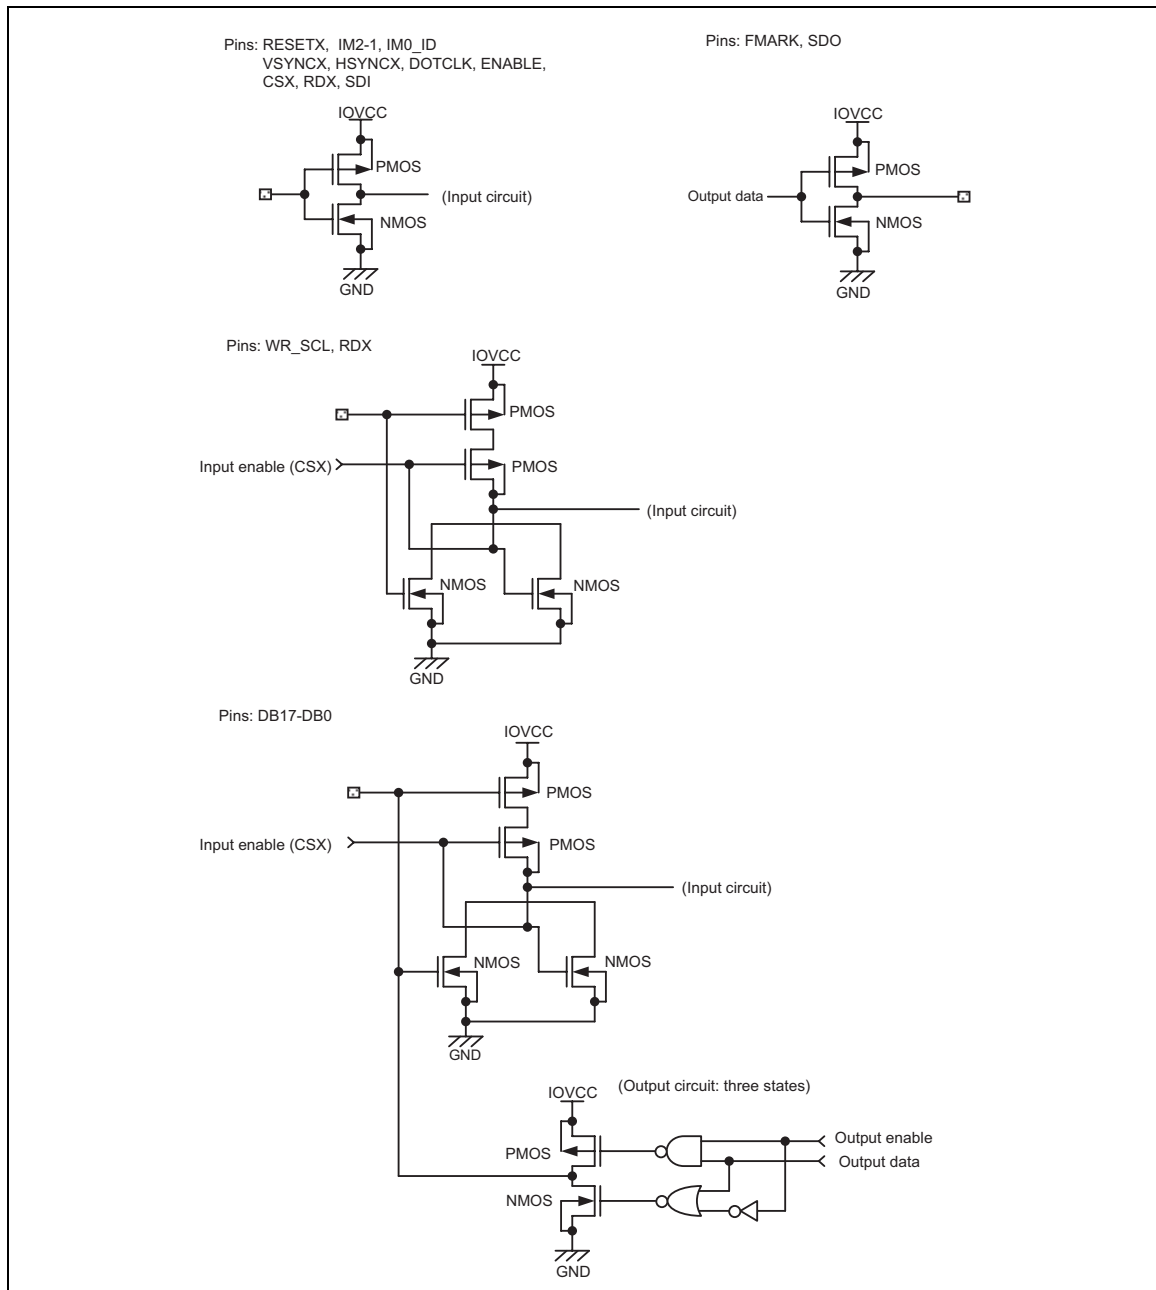 Pins: RESETX, IM2-1, IM0_ID
VSYNCX, HSYNCX, DOTCLK, ENABLE,
CSX, RDX, SDI
IOVCC
PMOS
(Input circuit)
NMOS
GND
Pins: FMARK, SDO
IOVCC
PMOS
Output data
NMOS
GND
Pins: WR_SCL, RDX
IOVCC
PMOS
Input enable (CSX)
PMOS
(Input circuit)
NMOS
NMOS
GND
Pins: DB17-DB0
IOVCC
PMOS
Input enable (CSX)
PMOS
(Input circuit)
NMOS
NMOS
GND
(Output circuit: three states)
IOVCC
PMOS
Output enable
Output data
NMOS
GND